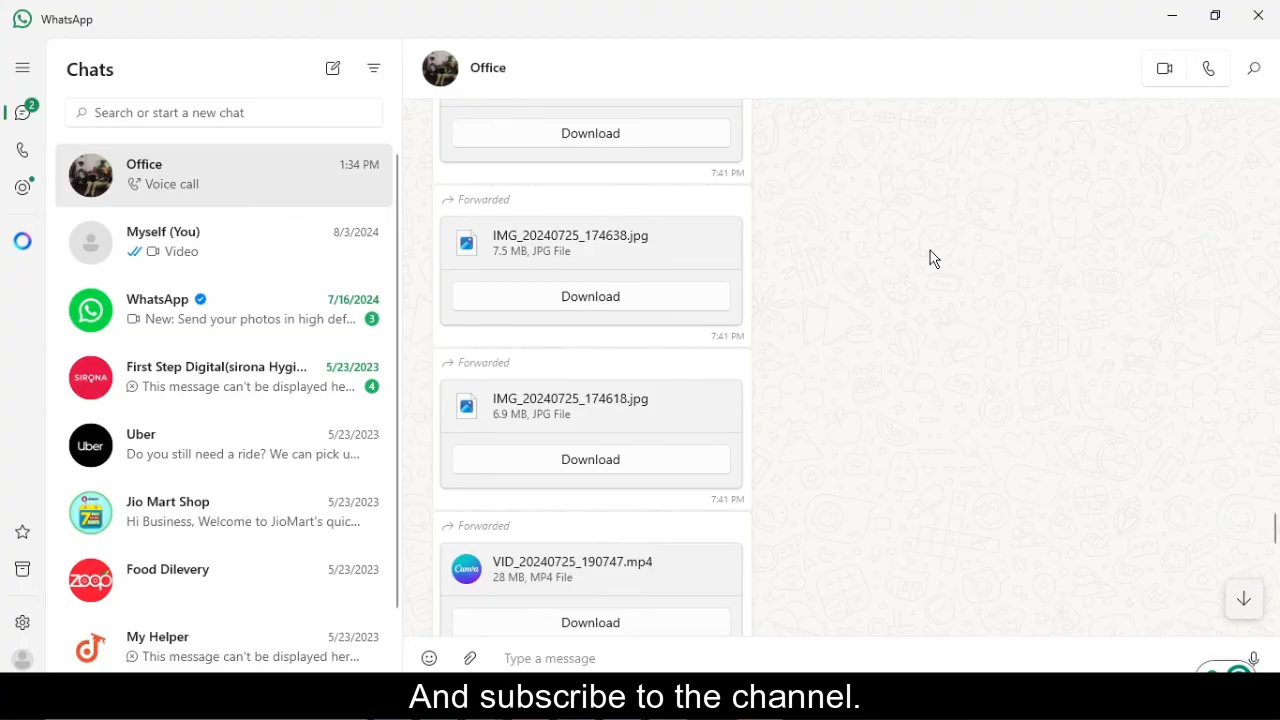 WhatsApp
Chats
Search or start a new chat
2
Office
1:34 PM
Voice call
Myself (You)
8/3/2024
Video
WhatsApp
7/16/2024
New: Send your photos in high def...
3
First Step Digital(sirona Hygi...
5/23/2023
This message can't be displayed he...
4
SIRONA
Uber
5/23/2023
Do you still need a ride? We can pick u...
Uber
Jio Mart Shop
5/23/2023
Hi Business, Welcome to JioMart's quic...
Food Dilevery
5/23/2023
zoop
My Helper
5/23/2023
This message can't be displayed her...
Office
Download
7:41 PM
Forwarded
IMG_20240725_174638.jpg
7.5 MB, JPG File
Download
7:41 PM
Forwarded
IMG_20240725_174618.jpg
6.9 MB, JPG File
Download
7:41 PM
Forwarded
Canva
VID_20240725_190747.mp4
28 MB, MP4 File
Download
Type a message
And subscribe to the channel.